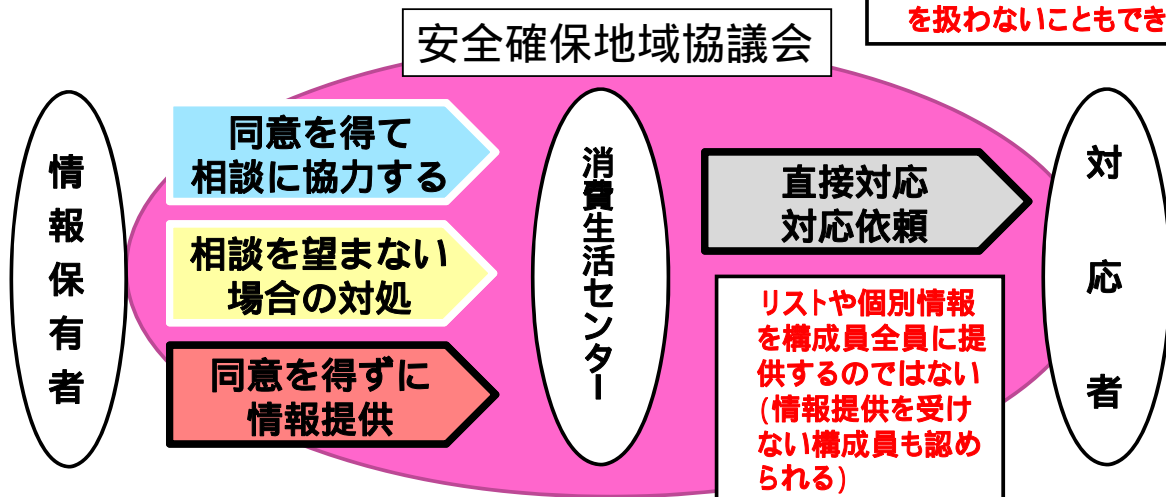 を扱わないこともでき
安全確保地域協議会
情報保有者
同意を得て
相談に協力する
相談を望まない
場合の対処
同意を得ずに
情報提供
消費生活センター
直接対応
対応依頼
リストや個別情報
を構成員全員に提
供するのではない
(情報提供を受け
ない構成員も認め
られる)
対応者